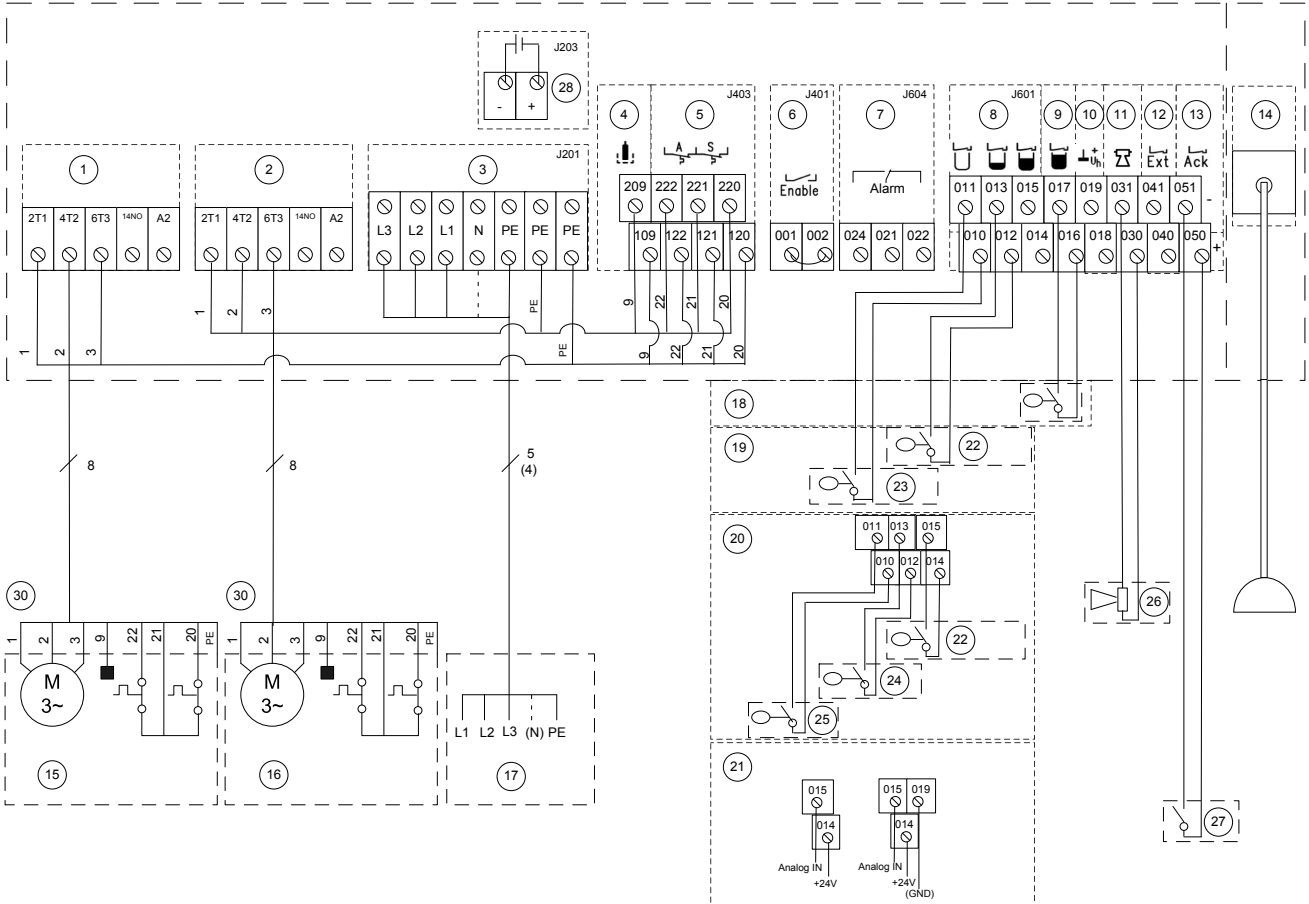 J203
28
- +
J201
J403
J401
J604
J601
1
2
3
4
5
6
7
8
9
10
11
12
13
14
A S
Enable
Alarm
+
Uh
Ext
Ack
2T1 4T2 6T3 14NO A2
2T1 4T2 6T3 14NO A2
L3 L2 L1 N PE PE PE
209 222 221 220
109 122 121 120
001 002
024 021 022
011 013 015 017 019 031 041 051 -
010 012 014 016 018 030 040 050 +
1 2 3
1 2 3
PE
PE
9 22 21 20
9 22 21 20
8
8
5
(4)
18
19
22
23
20
011 013 015
010 012 014
22
24
25
26
27
21
015
014
Analog IN
+24V
015 019
014
Analog IN
+24V
(GND)
30
1 2 3 9 22 21 20 PE
M
3~
15
30
1 2 3 9 22 21 20 PE
M
3~
16
L1 L2 L3 (N) PE
17